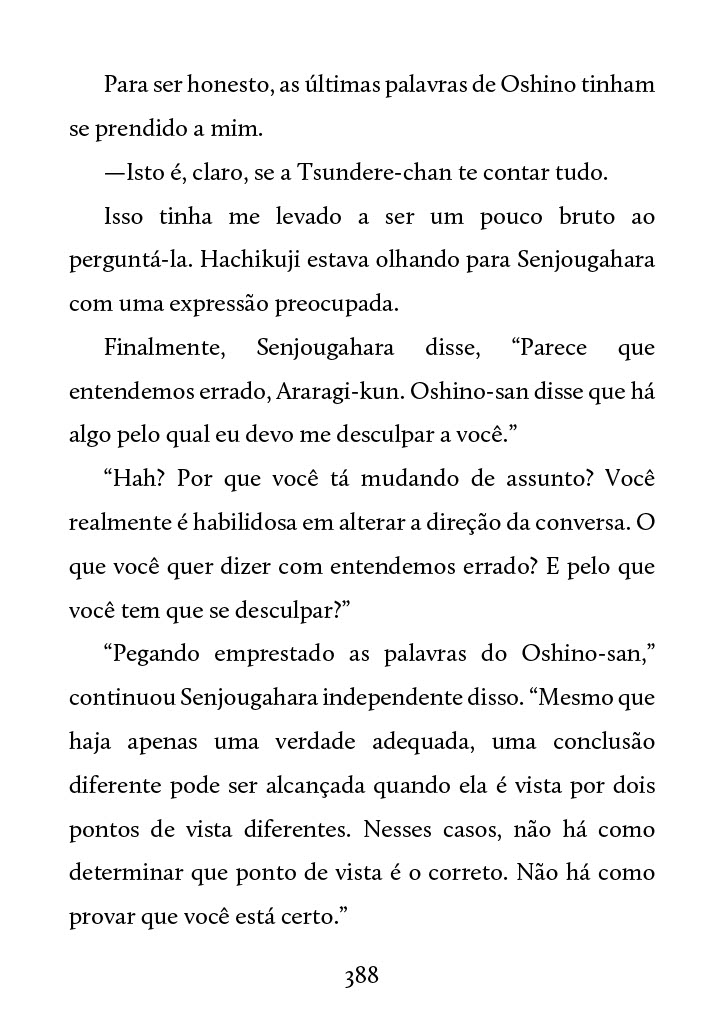 Para ser honesto, as últimas palavras de Oshino tinham
se prendido a mim.
—Isto é, claro, se a Tsundere-chan te contar tudo.
Isso tinha me levado a ser um pouco bruto ao
perguntá-la. Hachikuji estava olhando para Senjougahara
com uma expressão preocupada.
Finalmente, Senjougahara disse, “Parece que
entendemos errado, Araragi-kun. Oshino-san disse que há
algo pelo qual eu devo me desculpar a você.”
“Hah? Por que você tá mudando de assunto? Você
realmente é habilidosa em alterar a direção da conversa. O
que você quer dizer com entendemos errado? E pelo que
você tem que se desculpar?”
“Pegando emprestado as palavras do Oshino-san,”
continuou Senjougahara independente disso. “Mesmo que
haja apenas uma verdade adequada, uma conclusão
diferente pode ser alcançada quando ela é vista por dois
pontos de vista diferentes. Nesses casos, não há como
determinar que ponto de vista é o correto. Não há como
provar que você está certo.”
388